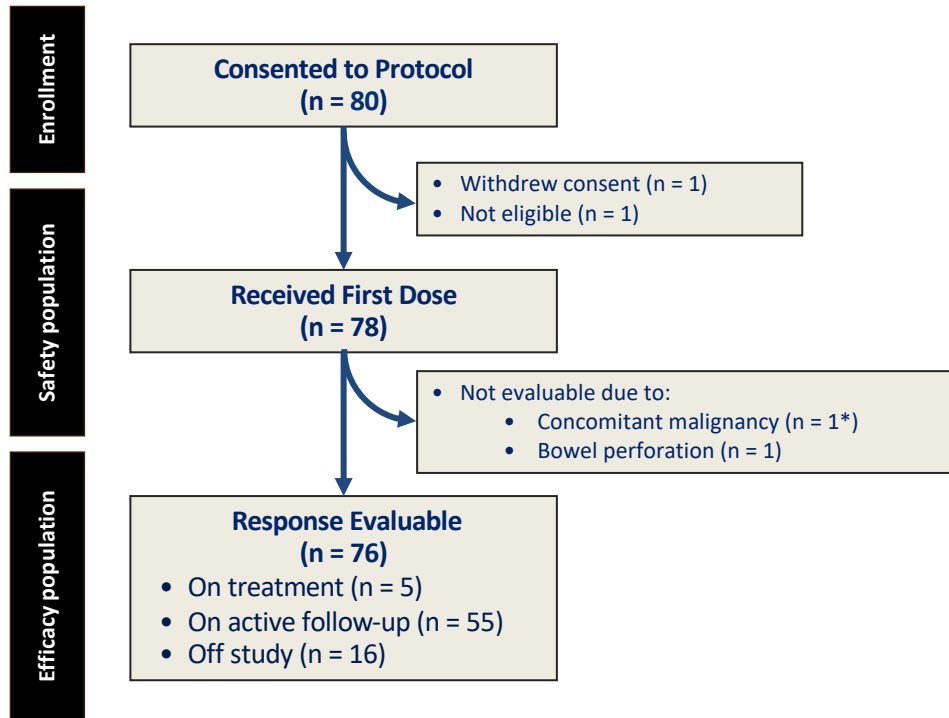 Enrollment
Consented to Protocol
(n = 80)
• Withdrew consent (n = 1)
• Not eligible (n = 1)
Safety population
Received First Dose
(n = 78)
• Not evaluable due to:
• Concomitant malignancy (n = 1*)
• Bowel perforation (n = 1)
Efficacy population
Response Evaluable
(n = 76)
• On treatment (n = 5)
• On active follow-up (n = 55)
• Off study (n = 16)